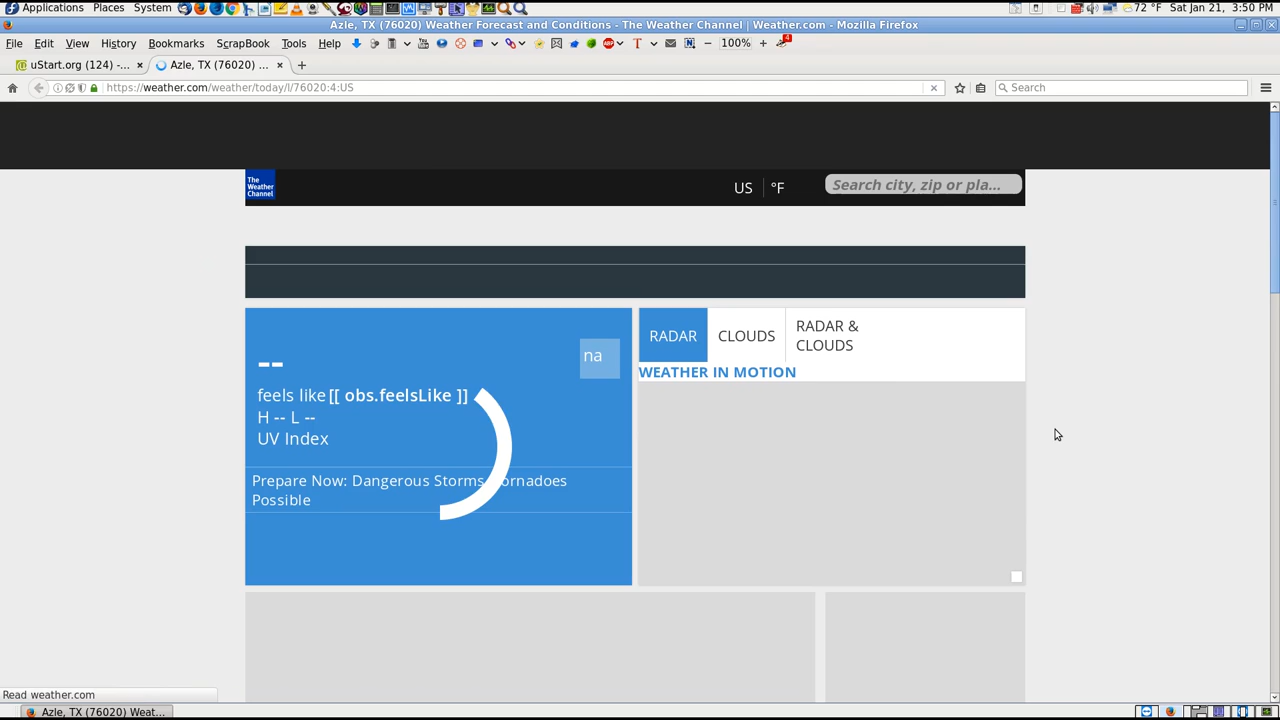 Applications Places System 72 °F Sat Jan 21, 3:50 PM
Azle, TX (76020) Weather Forecast and Conditions - The Weather Channel | Weather.com - Mozilla Firefox
File Edit View History Bookmarks ScrapBook Tools Help 100% 4
uStart.org (124) -... Azle, TX (76020) ...
https://weather.com/weather/today/l/76020:4:US Search
The
Weather
Channel
US °F Search city, zip or pla...
RADAR CLOUDS RADAR &
CLOUDS
WEATHER IN MOTION
-- na
feels like [[ obs.feelsLike ]]
H -- L --
UV Index
Prepare Now: Dangerous Storms, Tornadoes
Possible
Read weather.com
Azle, TX (76020) Weat...